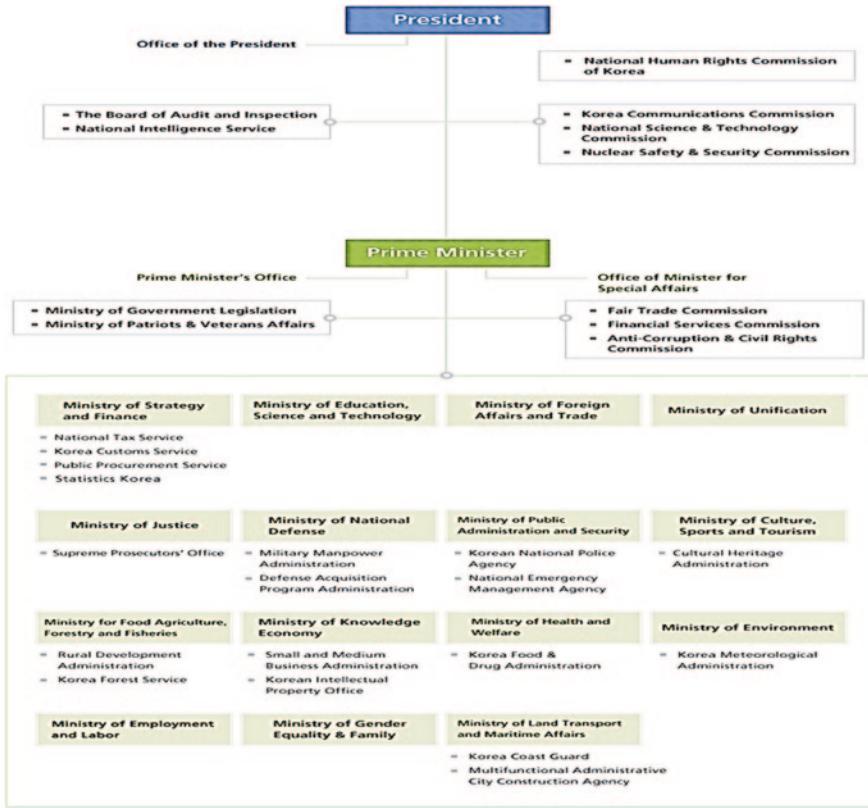 President
Office of the President
National Human Rights Commission
of Korea
The Board of Audit and Inspection
National Intelligence Service
Korea Communications Commission
National Science & Technology
Commission
Nuclear Safety & Security Commission
Prime Minister
Prime Minister's Office
Office of Minister for
Special Affairs
Ministry of Government Legislation
Ministry of Patriots & Veterans Affairs
Fair Trade Commission
Financial Services Commission
Anti-Corruption & Civil Rights
Commission
Ministry of Strategy
and Finance
National Tax Service
Korea Customs Service
Public Procurement Service
Statistics Korea
Ministry of Education,
Science and Technology
Ministry of Foreign
Affairs and Trade
Ministry of Unification
Ministry of Justice
Supreme Prosecutors' Office
Ministry of National
Defense
Military Manpower
Administration
Defense Acquisition
Program Administration
Ministry of Public
Administration and Security
Korean National Police
Agency
National Emergency
Management Agency
Ministry of Culture,
Sports and Tourism
Cultural Heritage
Administration
Ministry for Food Agriculture,
Forestry and Fisheries
Rural Development
Administration
Korea Forest Service
Ministry of Knowledge
Economy
Small and Medium
Business Administration
Korean Intellectual
Property Office
Ministry of Health and
Welfare
Korea Food &
Drug Administration
Ministry of Environment
Korea Meteorological
Administration
Ministry of Employment
and Labor
Ministry of Gender
Equality & Family
Ministry of Land Transport
and Maritime Affairs
Korea Coast Guard
Multifunctional Administrative
City Construction Agency